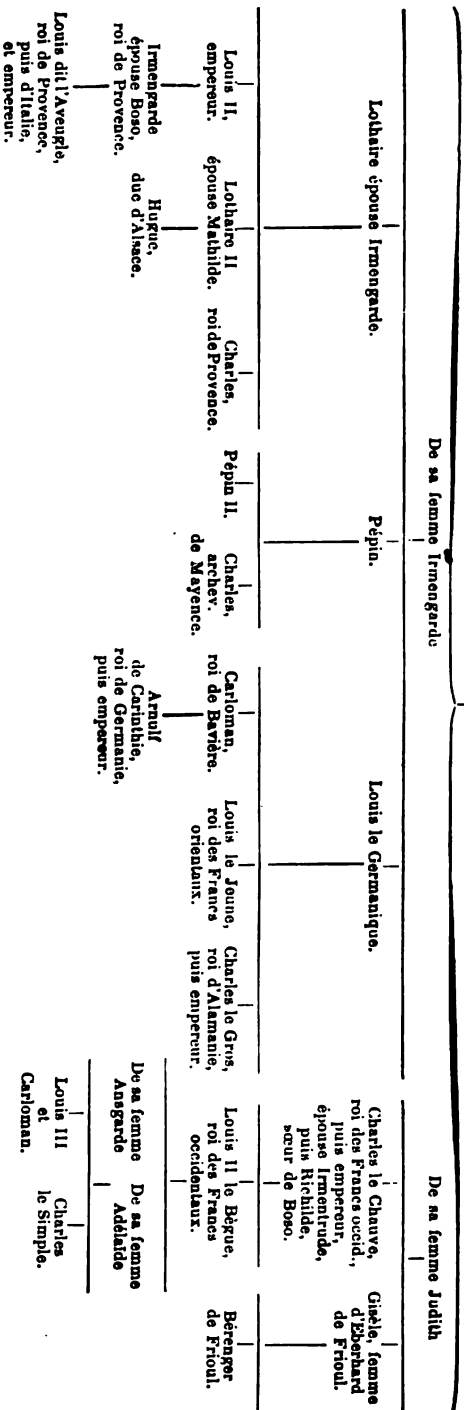 De sa femme Irmengarde
De sa femme Judith
Lothaire épouse Irmengarde.
Pépin.
Louis le Germanique.
Charles le Chauve,
roi des Francs occid.,
puis empereur,
épouse Irmentrude,
puis Richilde,
sœur de Boso.
Gisèle, femme
d'Eberhard
de Frioul.
Louis II,
empereur.
Lothaire II
épouse Mathilde.
Charles,
roi de Provence.
Pépin II.
Charles,
archev.
de Mayence.
Carloman,
roi de Bavière.
Louis le Jeune,
roi des Francs
orientaux.
Charles le Gros,
roi d'Alamanie,
puis empereur.
Louis II le Bègue,
roi des Francs
occidentaux.
Bérenger
de Frioul.
Irmengarde
épouse Boso,
roi de Provence.
Hugue,
duc d'Alsace.
Arnulf
de Carinthie,
roi de Germanie,
puis empereur.
De sa femme
Ansgarde
De sa femme
Adélaïde
Louis dit l'Aveugle,
roi de Provence,
puis d'Italie,
et empereur.
Louis III
et
Carloman.
Charles
le Simple.